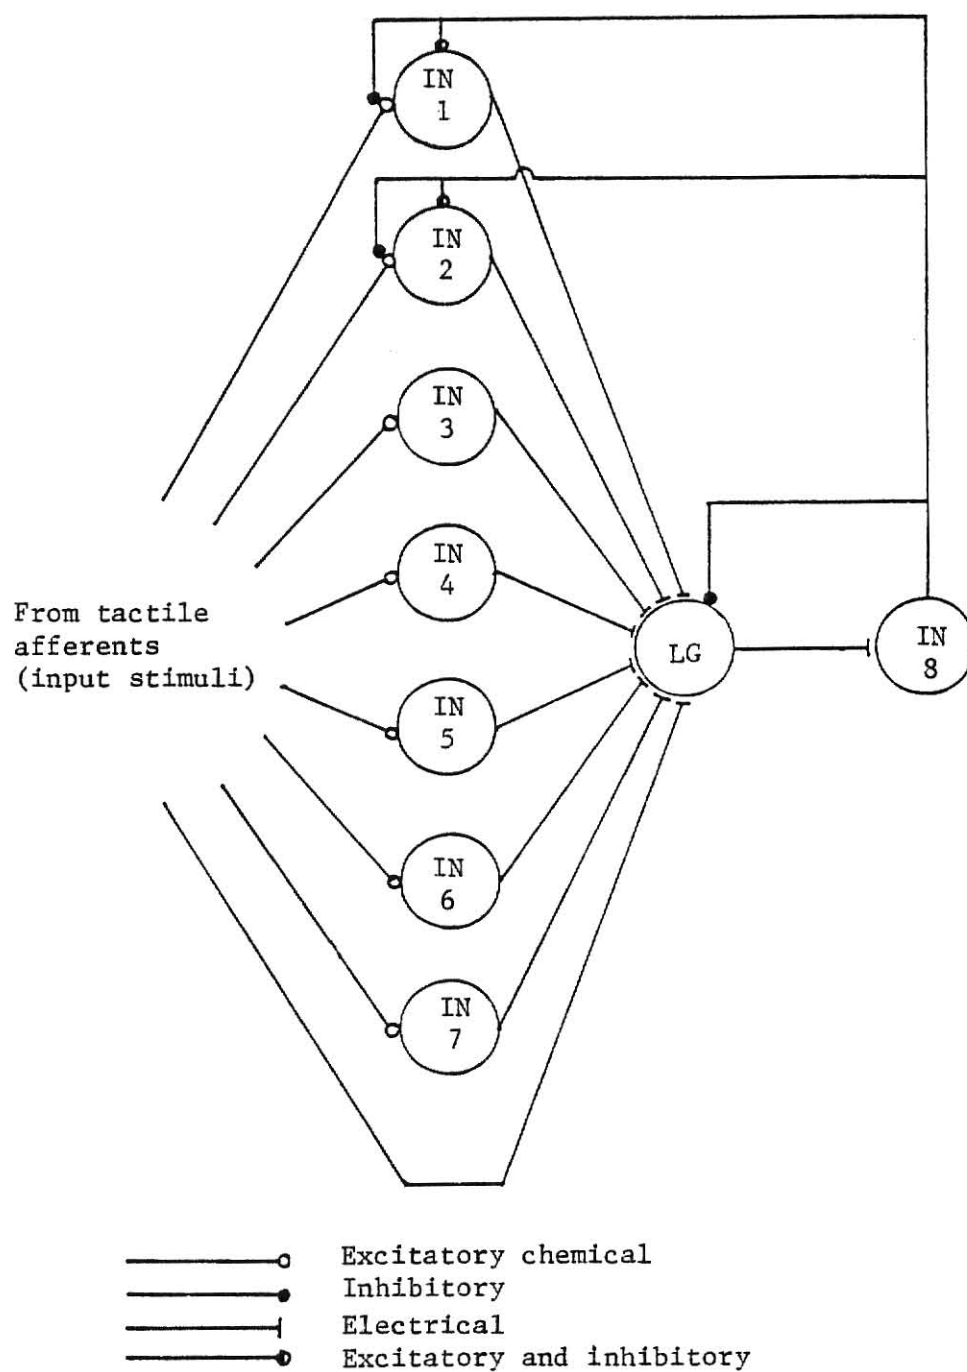 IN
1
IN
2
IN
3
IN
4
From tactile
afferents
(input stimuli)
LG
IN
8
IN
5
IN
6
IN
7
Excitatory chemical
Inhibitory
Electrical
Excitatory and inhibitory